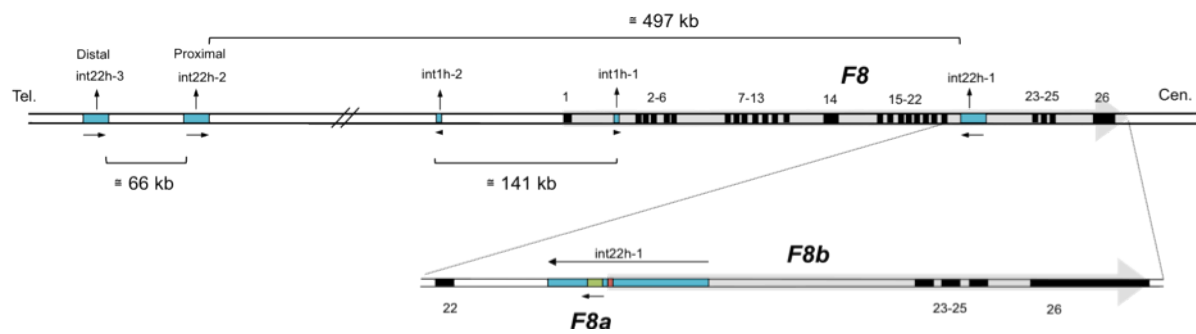 ≅ 497 kb
Distal Proximal
int22h-3 int22h-2 int1h-2 int1h-1 F8 int22h-1
Tel. 1 2-6 7-13 14 15-22 23-25 26 Cen.
≅ 66 kb ≅ 141 kb
int22h-1 F8b
22 F8a 23-25 26